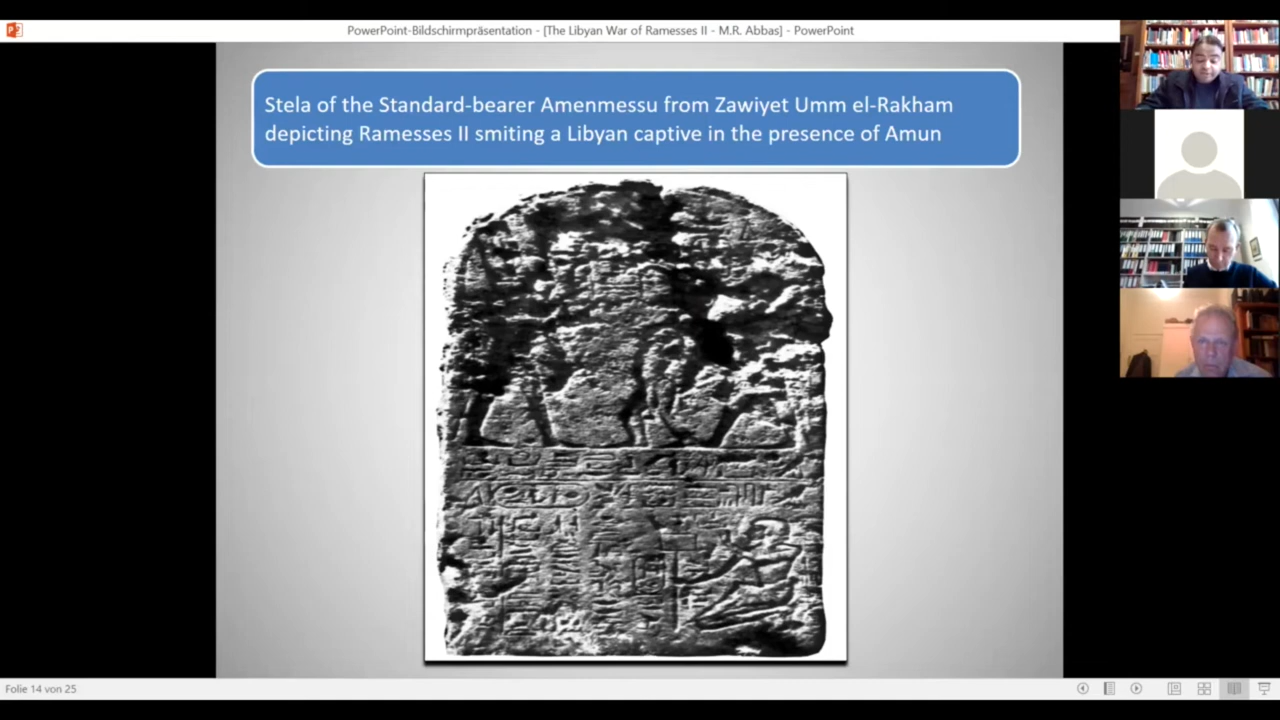 PowerPoint-Bildschirmpräsentation - [The Libyan War of Ramesses II - M.R. Abbas] - PowerPoint
Stela of the Standard-bearer Amenmessu from Zawiyet Umm el-Rakham
depicting Ramesses II smiting a Libyan captive in the presence of Amun
Folie 14 von 25